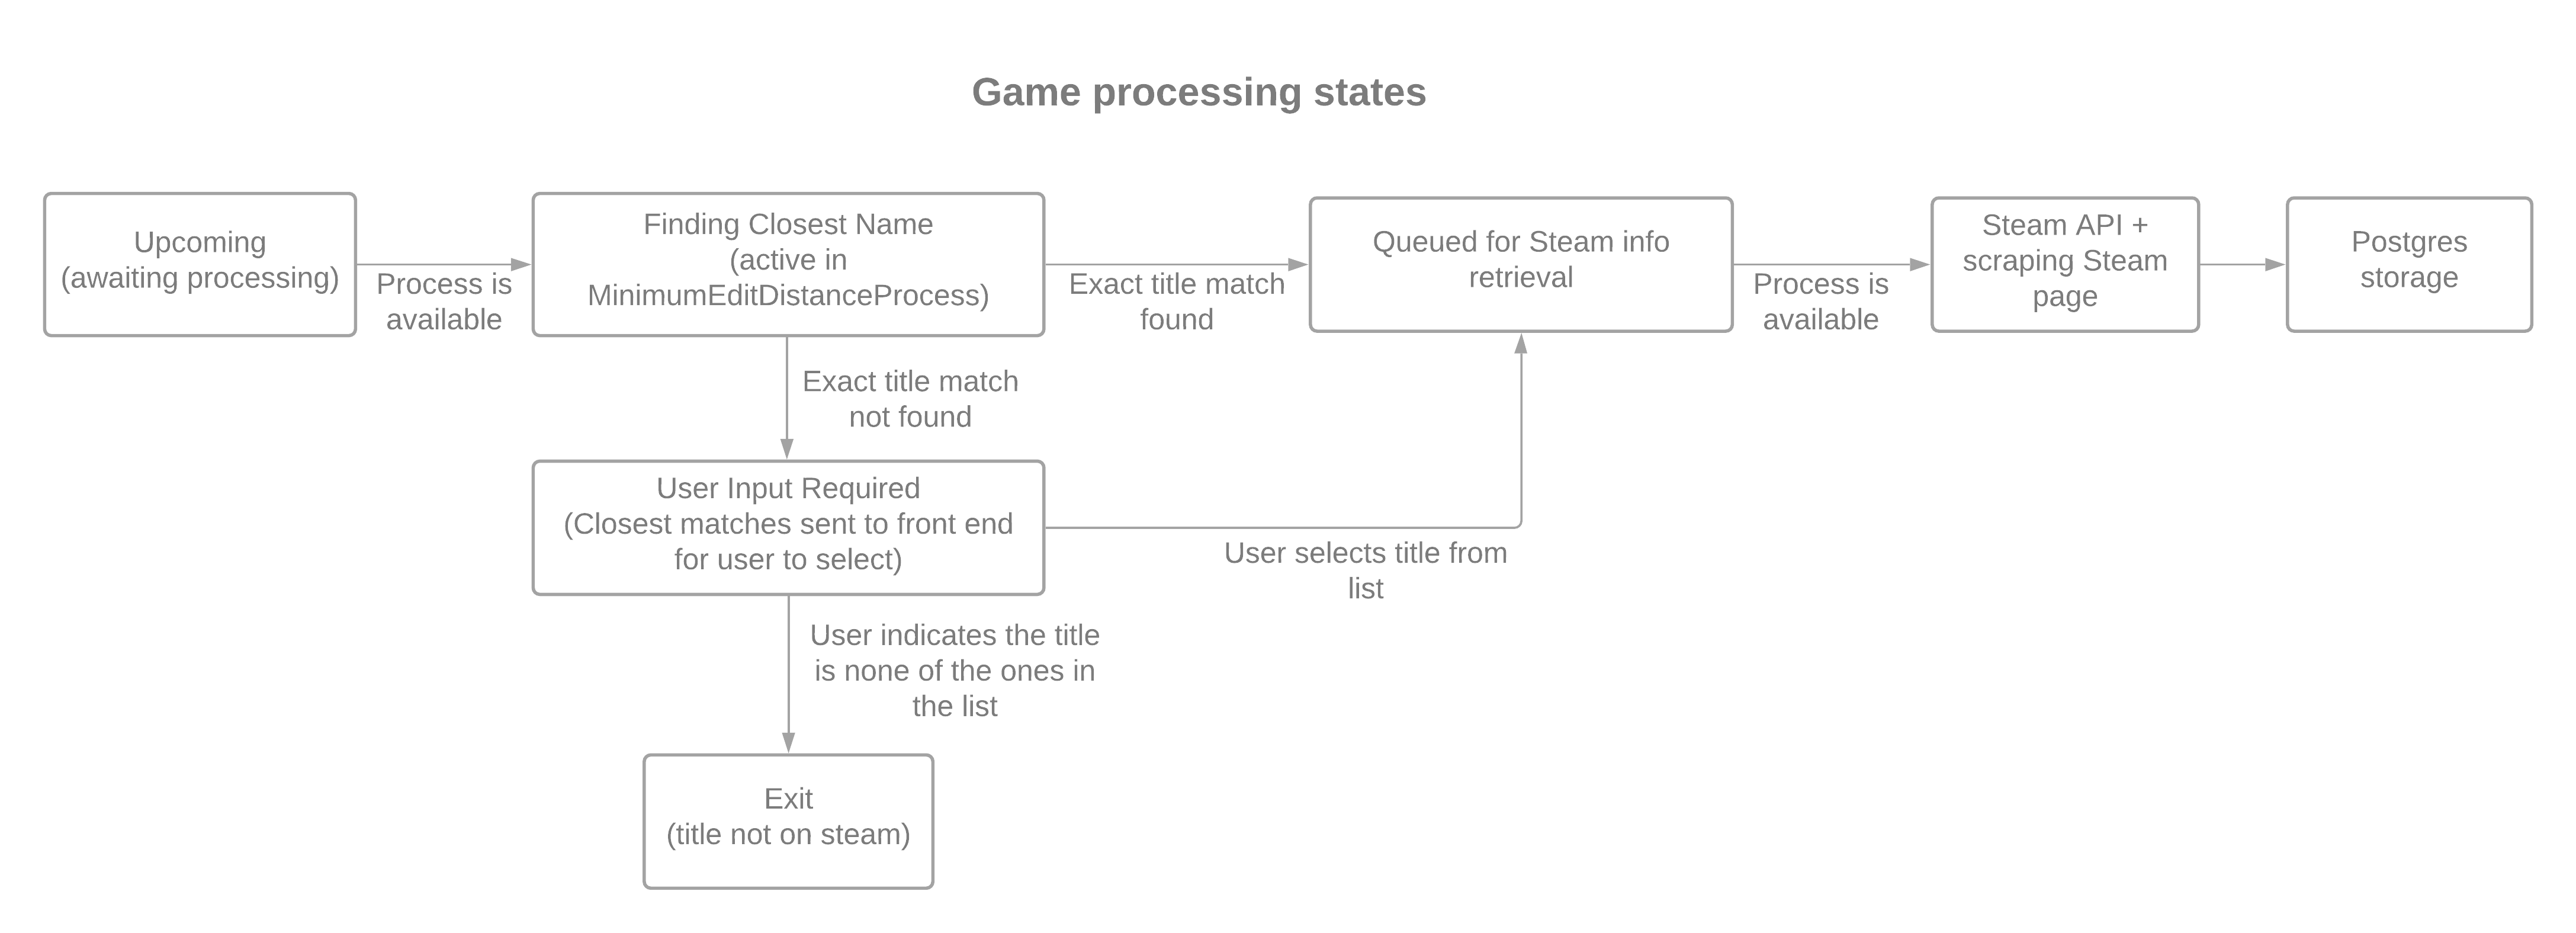 Game processing states
Upcoming
(awaiting processing)
Process is
available
Finding Closest Name
(active in
MinimumEditDistanceProcess)
Exact title match
found
Queued for Steam info
retrieval
Process is
available
Steam API +
scraping Steam
page
Postgres
storage
Exact title match
not found
User Input Required
(Closest matches sent to front end
for user to select)
User selects title from
list
User indicates the title
is none of the ones in
the list
Exit
(title not on steam)